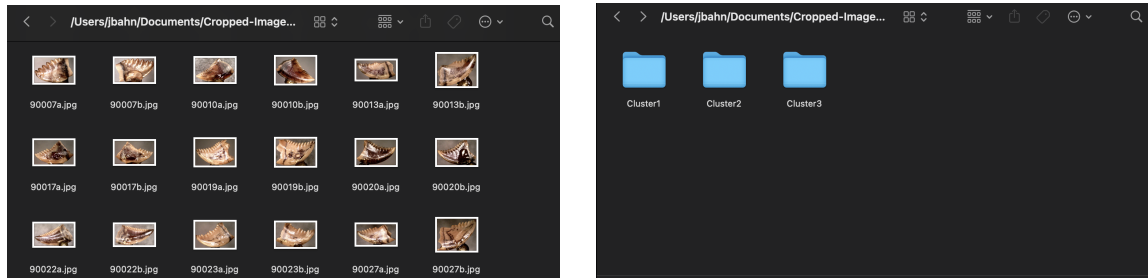 /Users/jbahn/Documents/Cropped-Image...
90007a.jpg 90007b.jpg 90010a.jpg 90010b.jpg 90013a.jpg 90013b.jpg
90017a.jpg 90017b.jpg 90019a.jpg 90019b.jpg 90020a.jpg 90020b.jpg
90022a.jpg 90022b.jpg 90023a.jpg 90023b.jpg 90027a.jpg 90027b.jpg
/Users/jbahn/Documents/Cropped-Image...
Cluster1 Cluster2 Cluster3